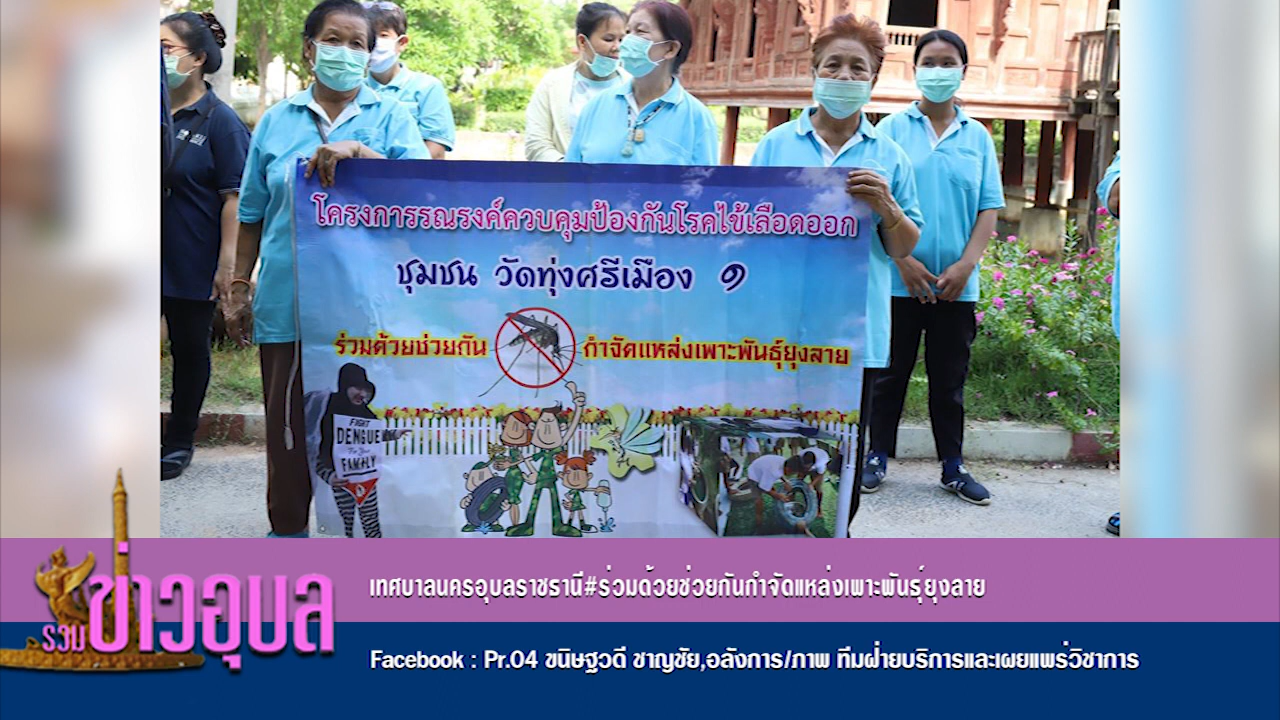 โครงการรณรงค์ควบคุมป้องกันโรคไข้เลือดออก
ชุมชน วัดทุ่งศรีเมือง ๑
ร่วมด้วยช่วยกัน กำจัดแหล่งเพาะพันธุ์ยุงลาย
FIGHT
DENGUE
For Your
FAMILY
รวมข่าวอุบล
เทศบาลนครอุบลราชธานี#ร่วมด้วยช่วยกันกำจัดแหล่งเพาะพันธุ์ยุงลาย
Facebook : Pr.04 ขนิษฐวดี ชาญชัย,อลังการ/ภาพ ทีมฝ่ายบริการและเผยแพร่วิชาการ